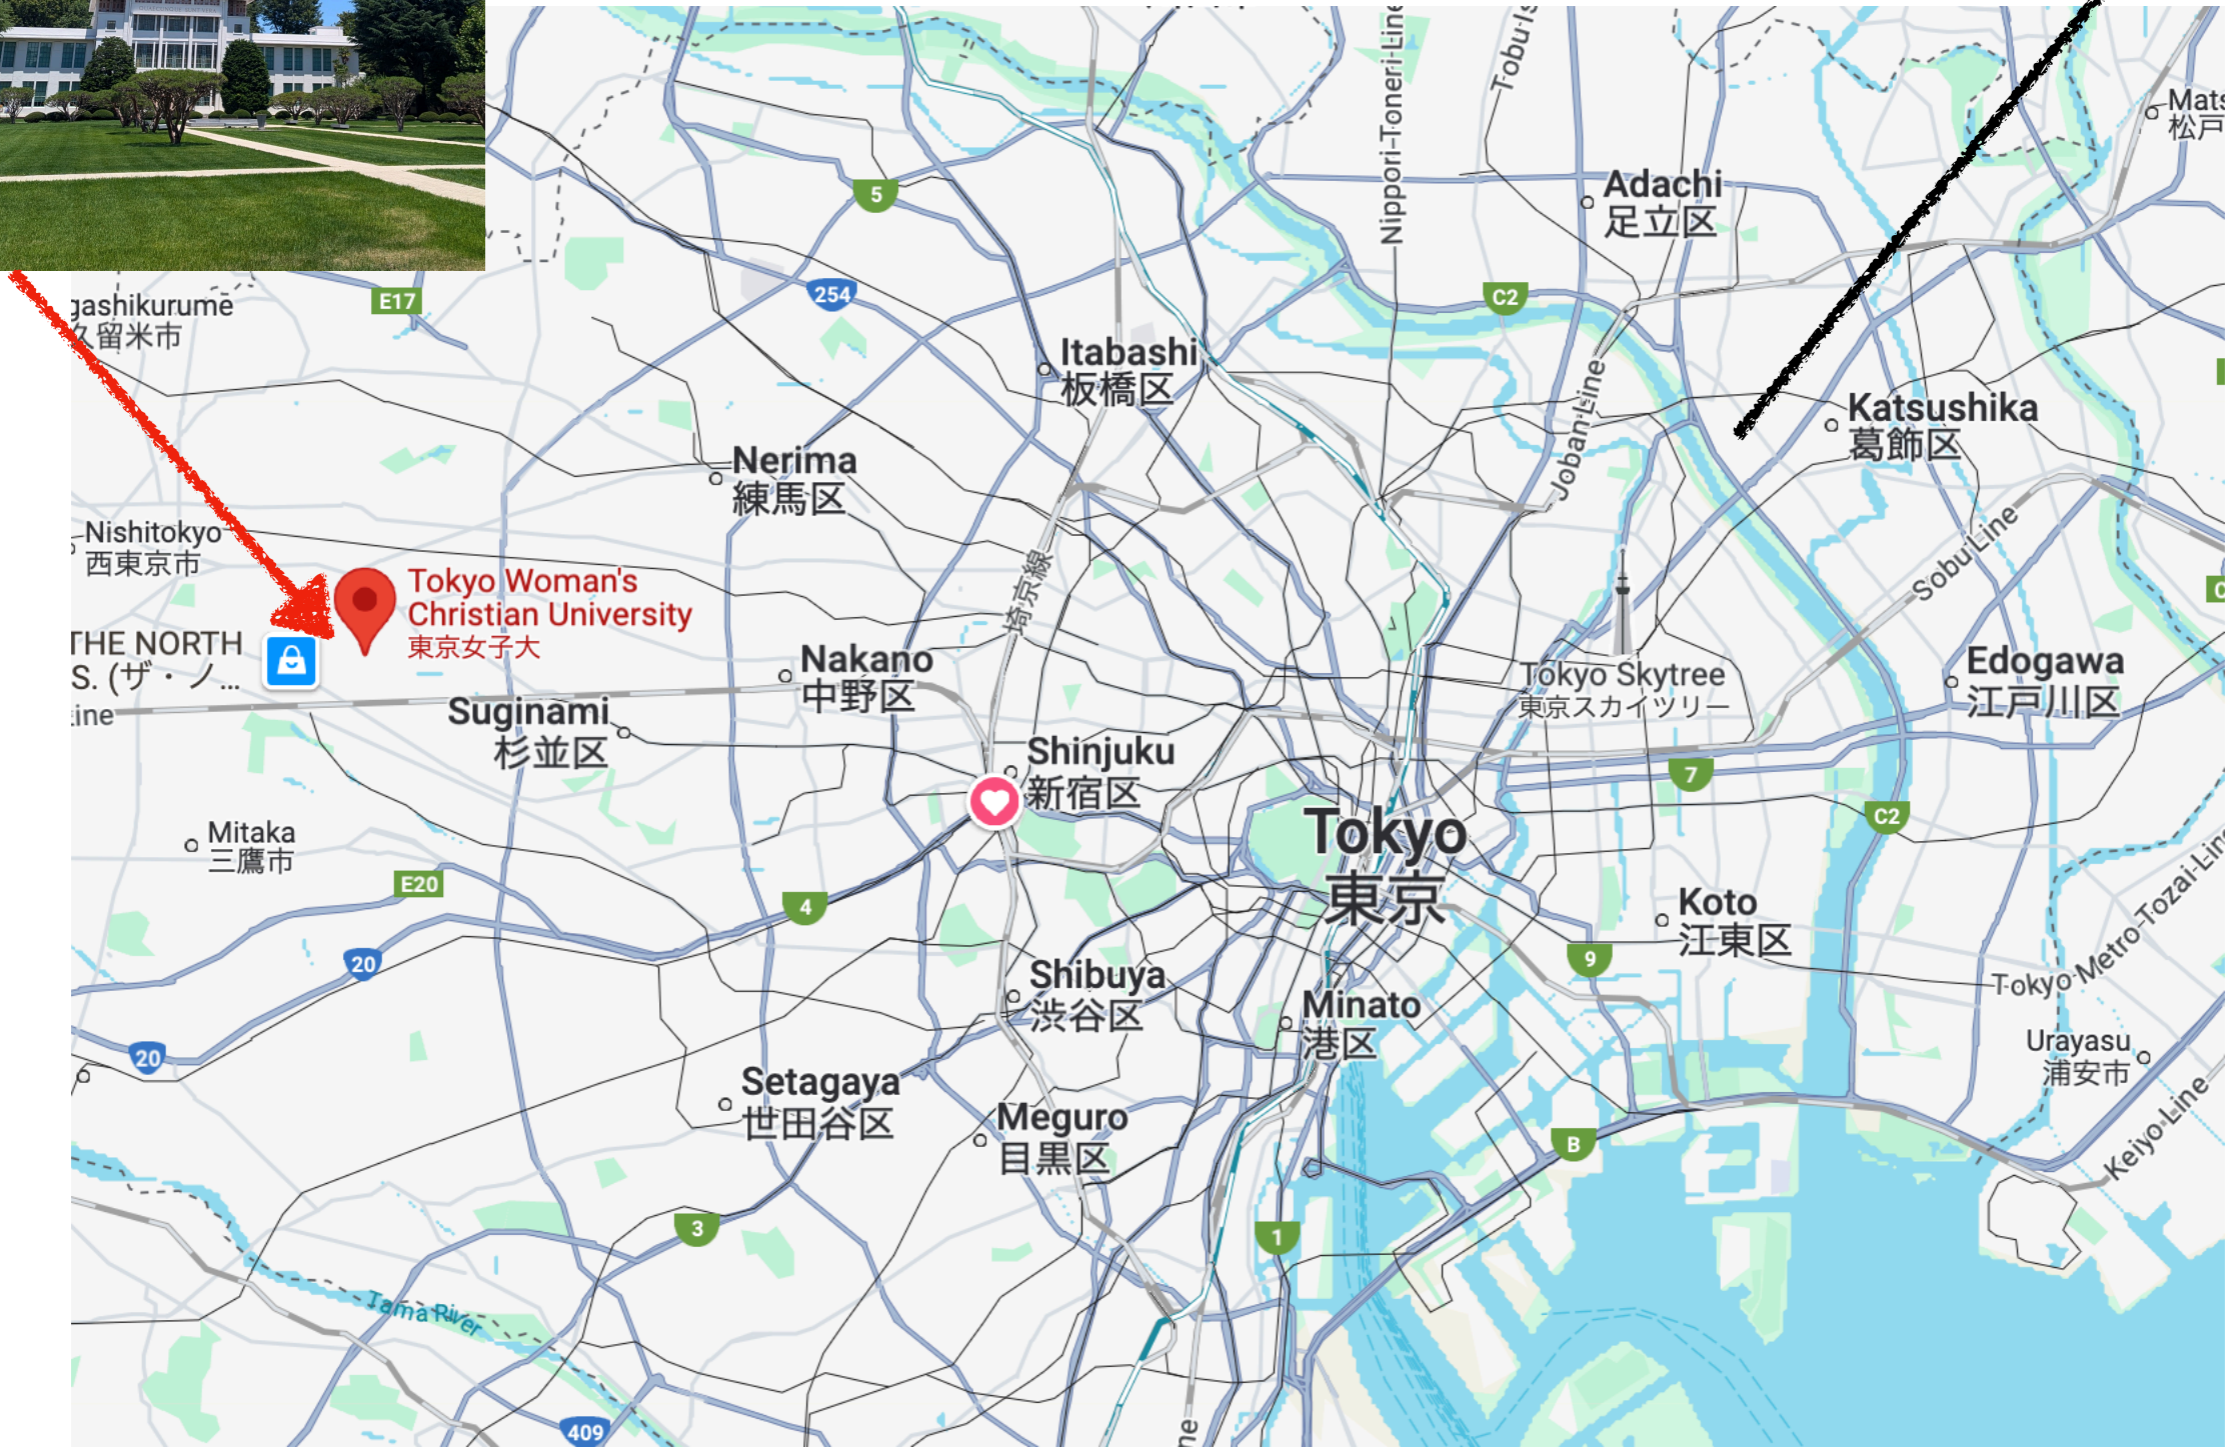 Nippori-Toneri Line
Tobu Is
Mats
松戸
5
Adachi
足立区
E17
254
C2
gashikurume
久留米市
Itabashi
板橋区
Joban Line
Katsushika
葛飾区
Nerima
練馬区
Nishitokyo
西東京市
Sobu Line
Tokyo Woman's
Christian University
東京女子大
埼京線
THE NORTH
S. (ザ・ノ...
Nakano
中野区
Tokyo Skytree
東京スカイツリー
Edogawa
江戸川区
ine
Suginami
杉並区
Shinjuku
新宿区
7
C2
Tokyo
東京
Mitaka
三鷹市
E20
4
Koto
江東区
20
9
Tokyo Metro Tozai Line
Shibuya
渋谷区
Minato
港区
20
Urayasu
浦安市
Setagaya
世田谷区
Meguro
目黒区
B
Keiyo Line
3
1
Tama River
409
ne